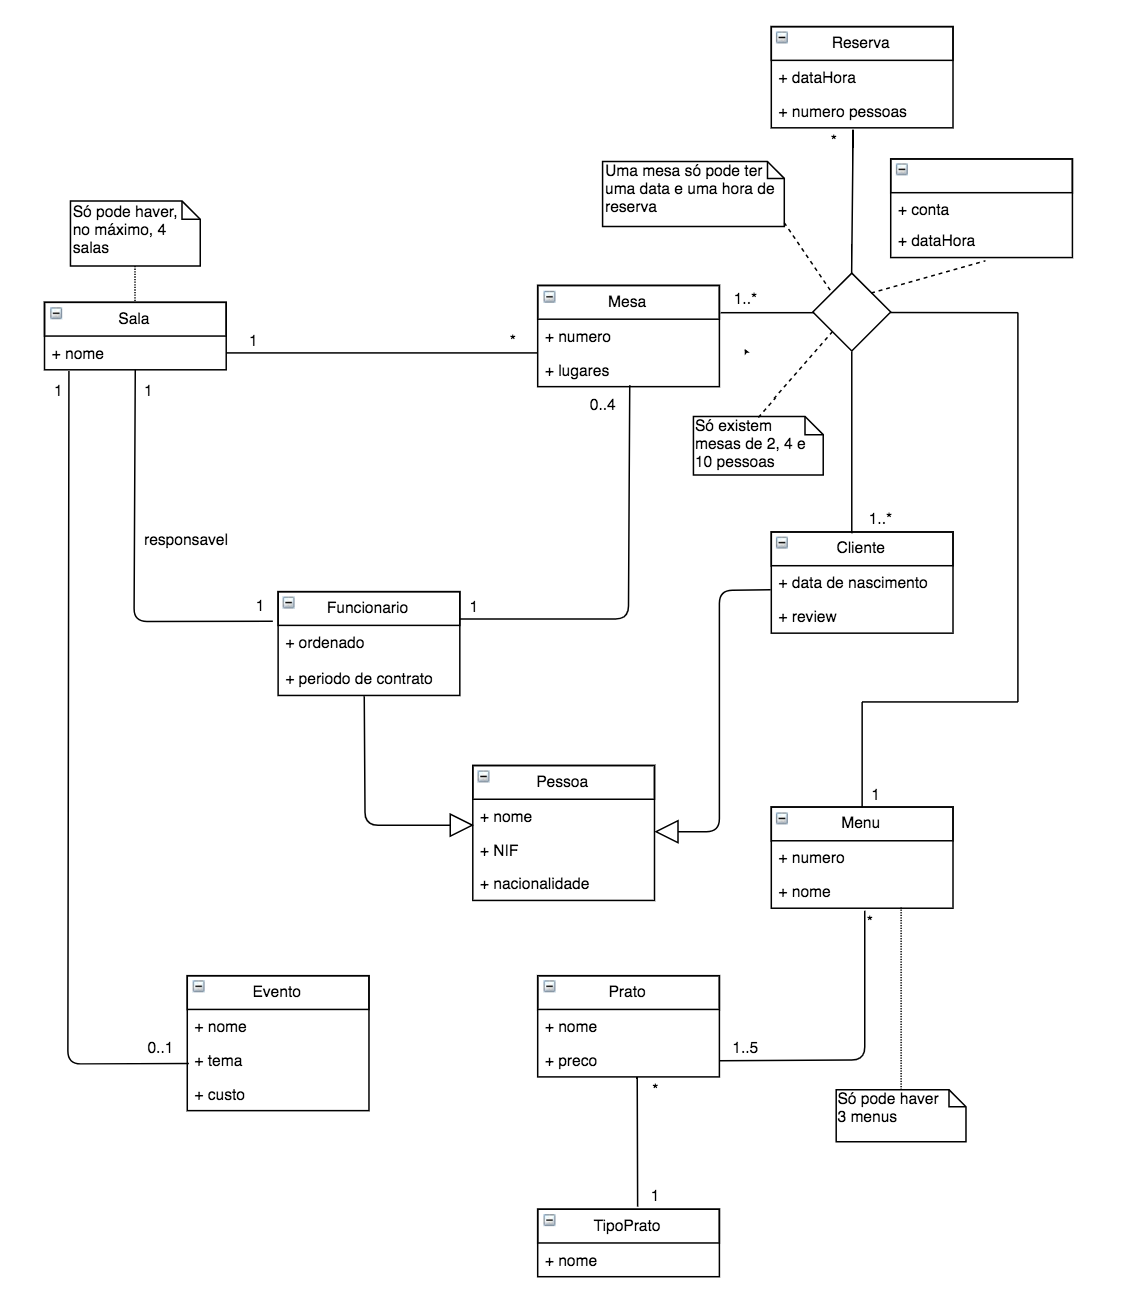 Reserva
+ dataHora
+ numero pessoas
*
Uma mesa só pode ter
uma data e uma hora de
reserva
+ conta
+ dataHora
Só pode haver,
no máximo, 4
salas
Sala
+ nome
1
*
Mesa
+ numero
+ lugares
1..*
0..4
1
1
Só existem
mesas de 2, 4 e
10 pessoas
1..*
responsavel
Cliente
+ data de nascimento
+ review
1
Funcionario
+ ordenado
+ periodo de contrato
1
Pessoa
+ nome
+ NIF
+ nacionalidade
1
Menu
+ numero
+ nome
*
Evento
+ nome
+ tema
+ custo
0..1
Prato
+ nome
+ preco
1..5
*
Só pode haver
3 menus
1
TipoPrato
+ nome